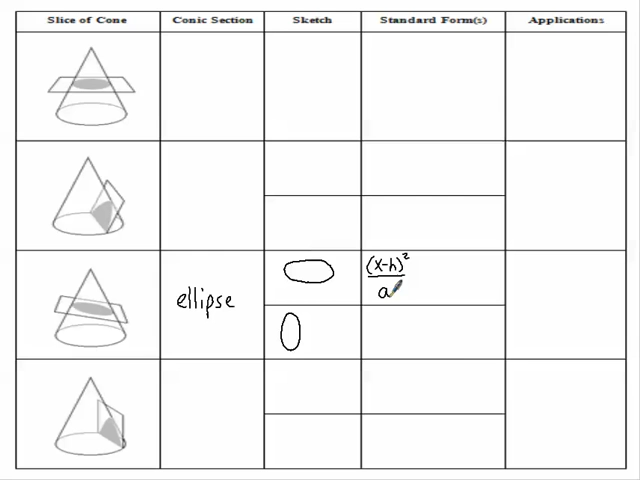 Slice of Cone Conic Section Sketch Standard Form(s) Applications
ellipse
(x-h)²
a